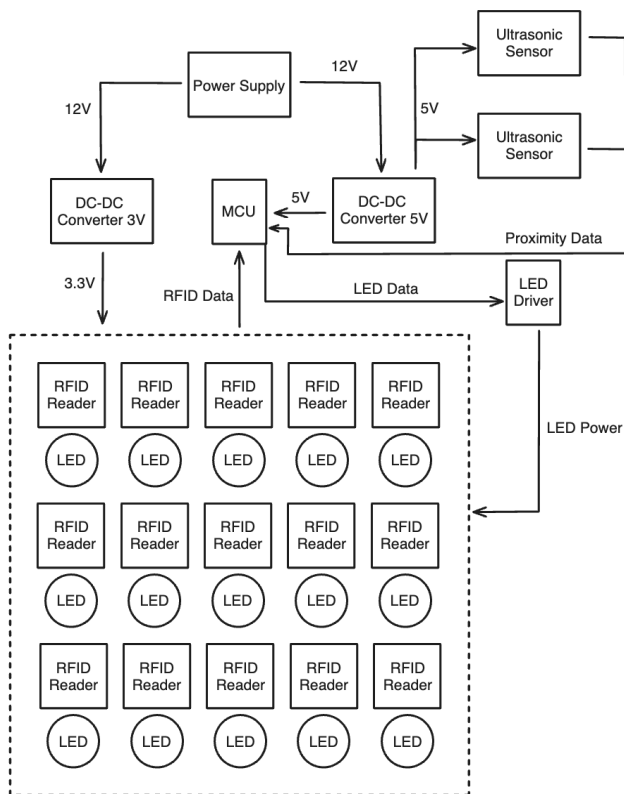 Ultrasonic
Sensor
12V
Power Supply
12V
5V
Ultrasonic
Sensor
DC-DC
Converter 3V
MCU
5V
DC-DC
Converter 5V
Proximity Data
3.3V
RFID Data
LED Data
LED
Driver
RFID
Reader
RFID
Reader
RFID
Reader
RFID
Reader
RFID
Reader
LED Power
LED
LED
LED
LED
LED
RFID
Reader
RFID
Reader
RFID
Reader
RFID
Reader
RFID
Reader
LED
LED
LED
LED
LED
RFID
Reader
RFID
Reader
RFID
Reader
RFID
Reader
RFID
Reader
LED
LED
LED
LED
LED